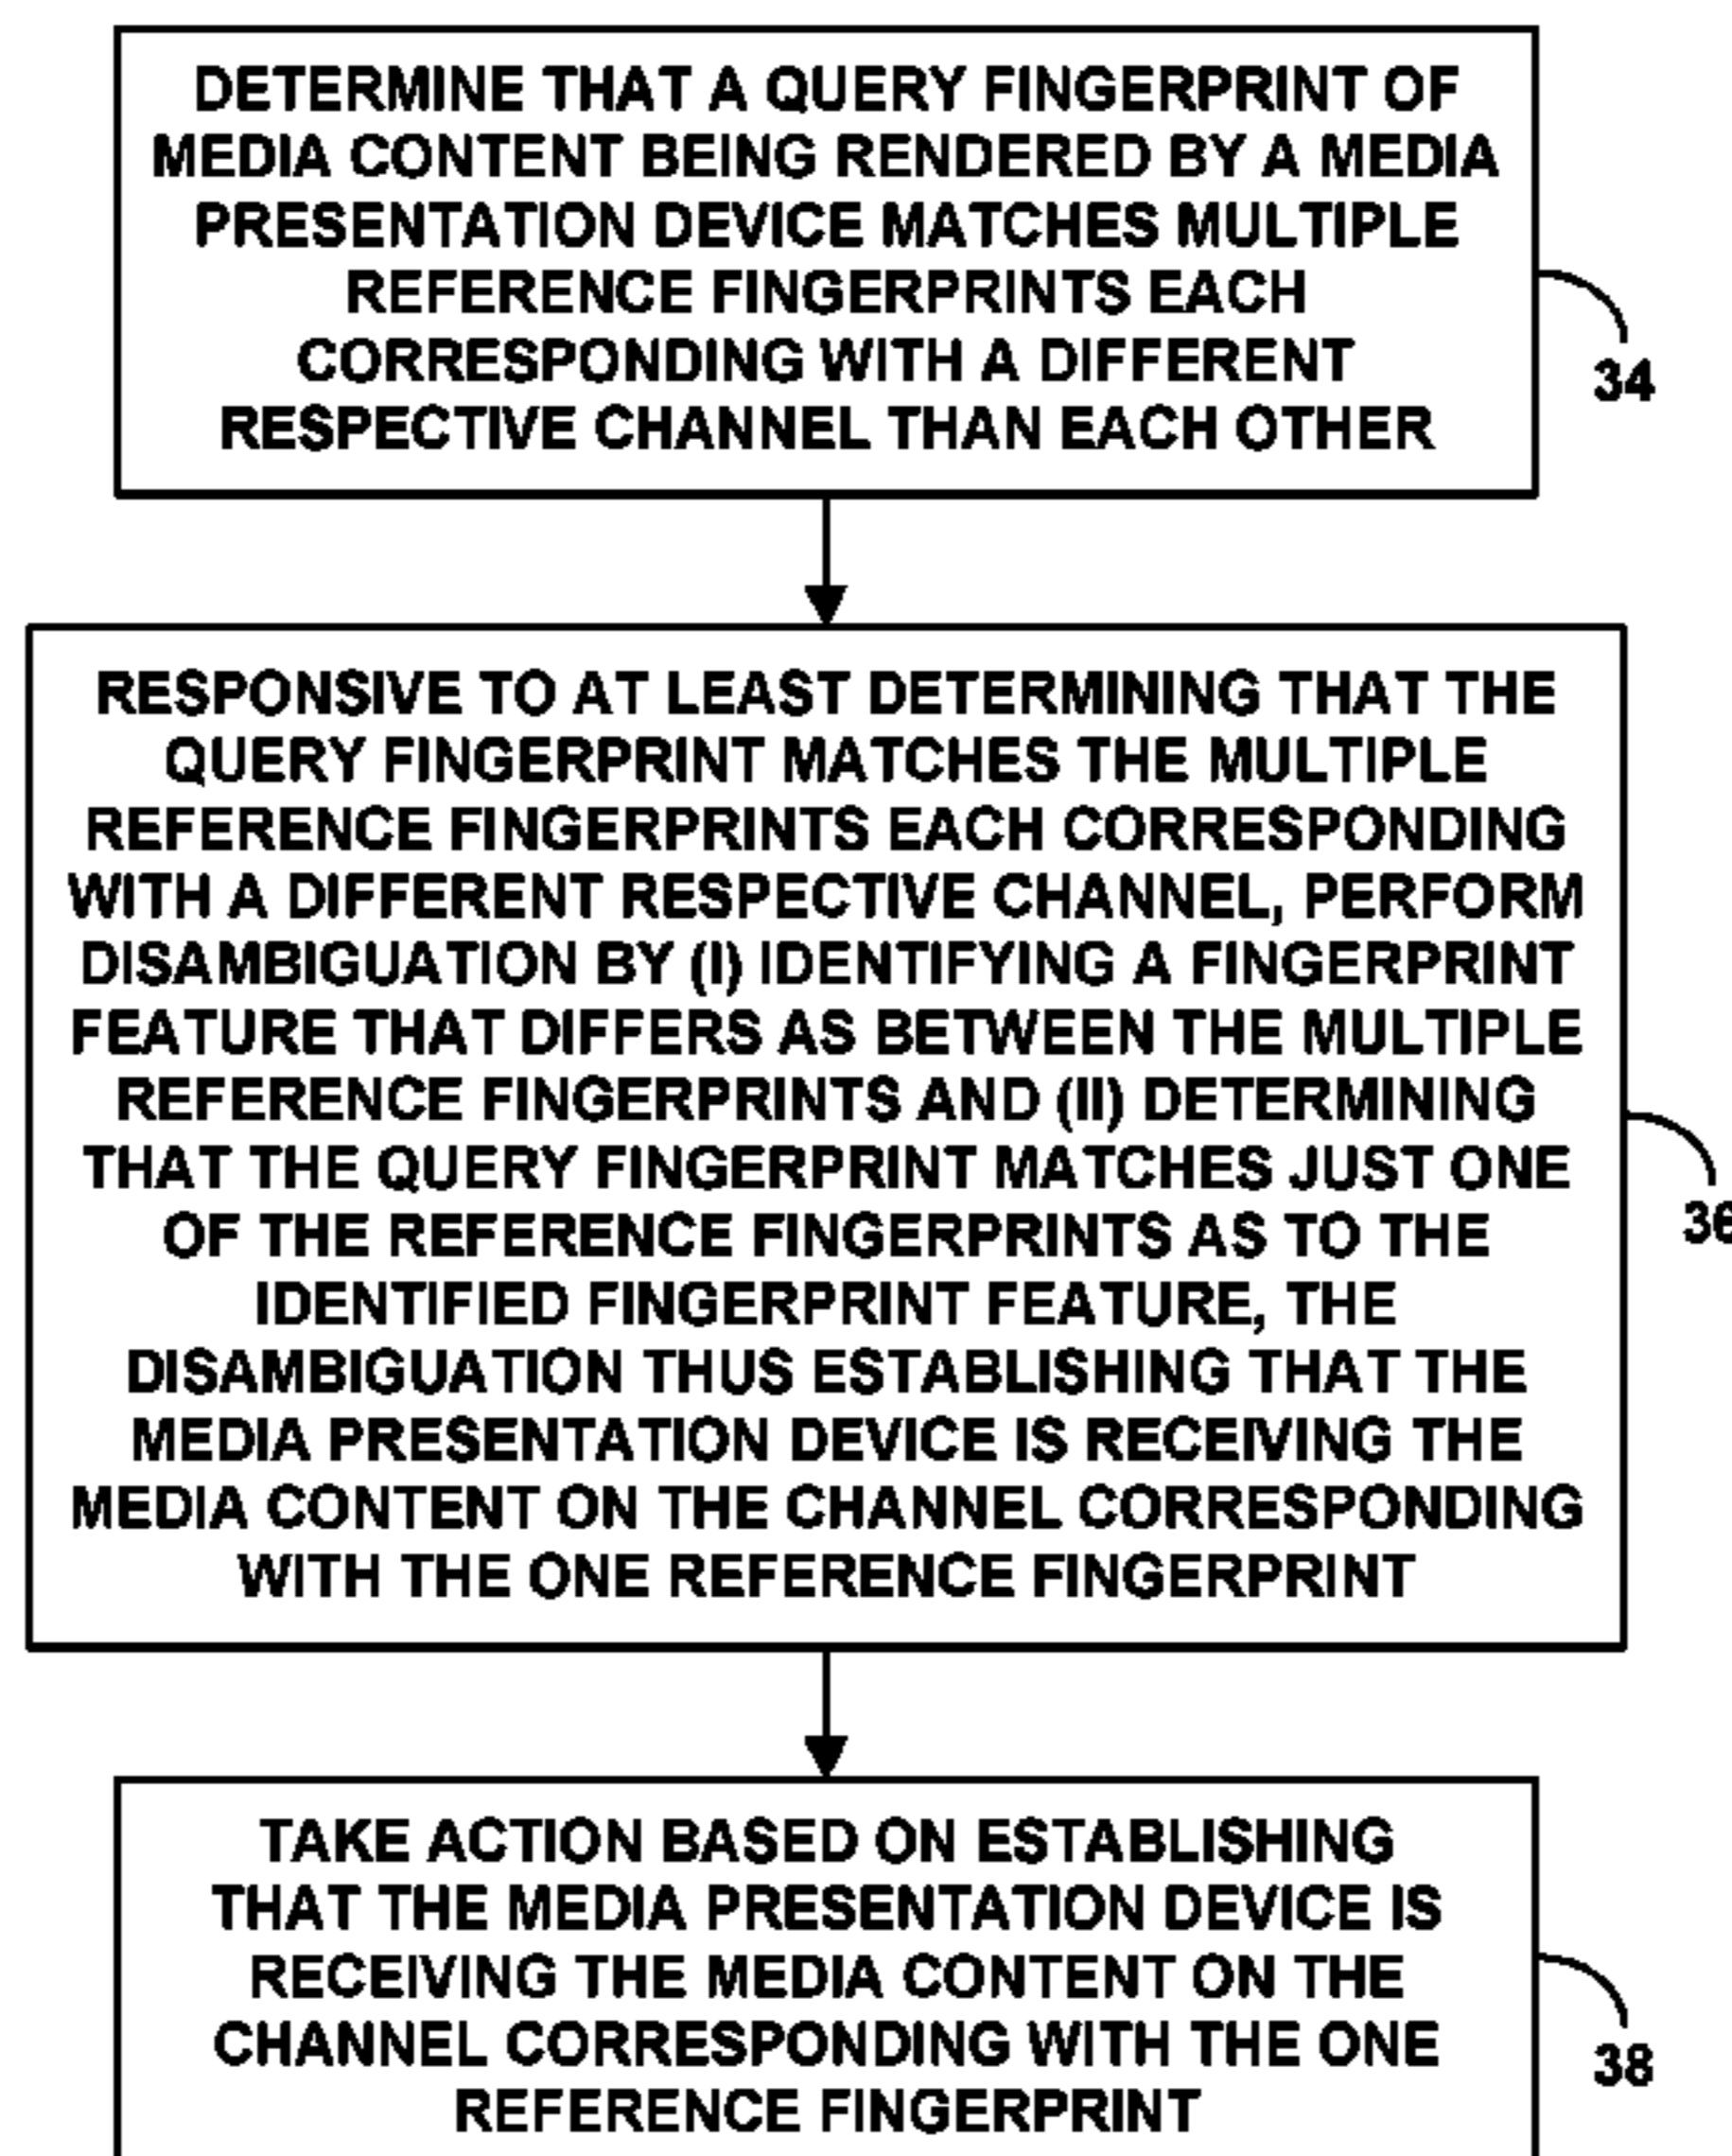 DETERMINE THAT A QUERY FINGERPRINT OF
MEDIA CONTENT BEING RENDERED BY A MEDIA
PRESENTATION DEVICE MATCHES MULTIPLE
REFERENCE FINGERPRINTS EACH
CORRESPONDING WITH A DIFFERENT
RESPECTIVE CHANNEL THAN EACH OTHER
34
RESPONSIVE TO AT LEAST DETERMINING THAT THE
QUERY FINGERPRINT MATCHES THE MULTIPLE
REFERENCE FINGERPRINTS EACH CORRESPONDING
WITH A DIFFERENT RESPECTIVE CHANNEL, PERFORM
DISAMBIGUATION BY (I) IDENTIFYING A FINGERPRINT
FEATURE THAT DIFFERS AS BETWEEN THE MULTIPLE
REFERENCE FINGERPRINTS AND (II) DETERMINING
THAT THE QUERY FINGERPRINT MATCHES JUST ONE
OF THE REFERENCE FINGERPRINTS AS TO THE
IDENTIFIED FINGERPRINT FEATURE, THE
DISAMBIGUATION THUS ESTABLISHING THAT THE
MEDIA PRESENTATION DEVICE IS RECEIVING THE
MEDIA CONTENT ON THE CHANNEL CORRESPONDING
WITH THE ONE REFERENCE FINGERPRINT
36
TAKE ACTION BASED ON ESTABLISHING
THAT THE MEDIA PRESENTATION DEVICE IS
RECEIVING THE MEDIA CONTENT ON THE
CHANNEL CORRESPONDING WITH THE ONE
REFERENCE FINGERPRINT
38